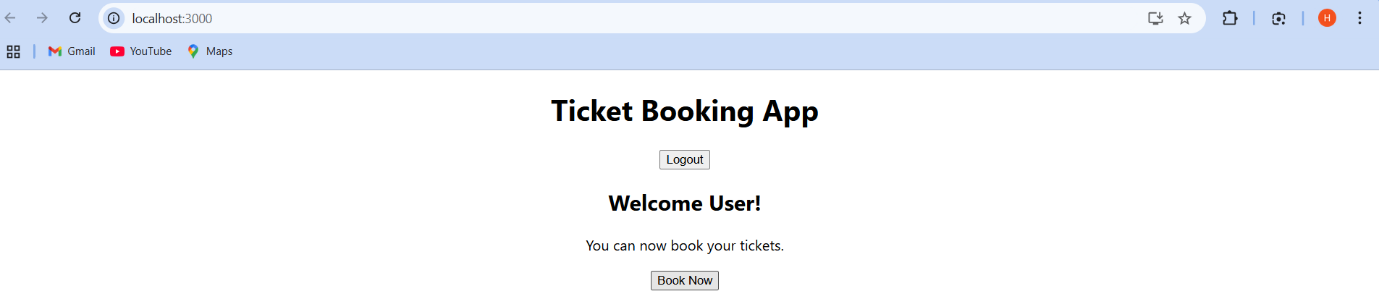 localhost:3000
H
Gmail YouTube Maps
Ticket Booking App
Logout
Welcome User!
You can now book your tickets.
Book Now